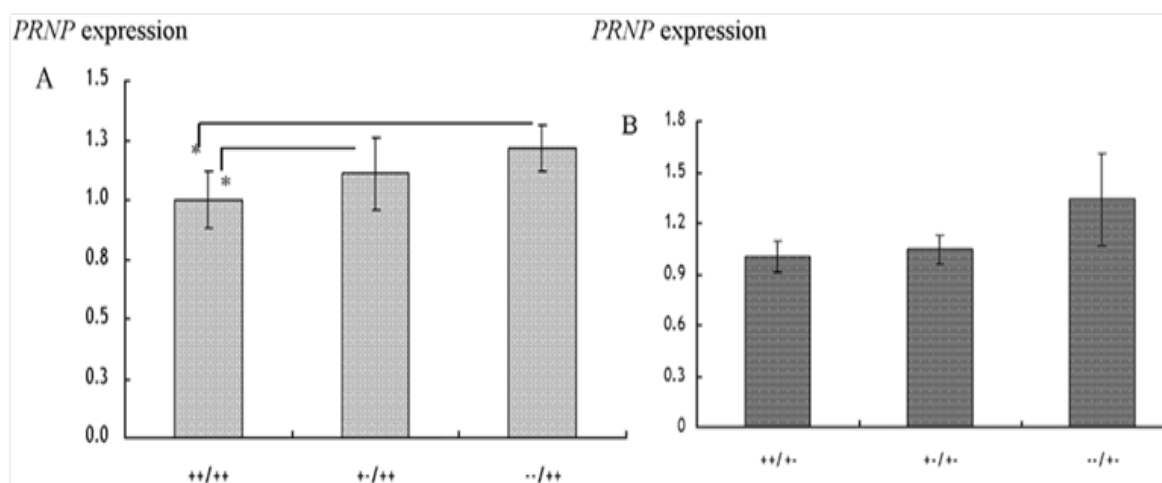 PRNP expression
A
1.5
1.3
*
*
1.0
0.8
0.5
0.3
0.0
++/++ +-/++ --/++
PRNP expression
B
1.8
1.5
1.2
0.9
0.6
0.3
0
++/+- +-/+- --/+-